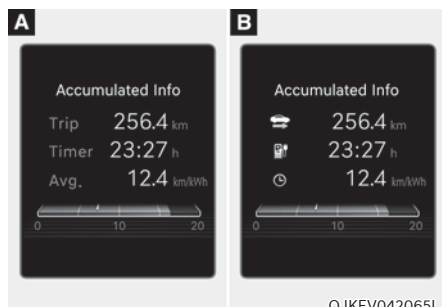 A
Accumulated Info
Trip 256.4 km
Timer 23:27 h
Avg. 12.4 km/kWh
0 10 20
B
Accumulated Info
256.4 km
23:27 h
12.4 km/kWh
0 10 20
OJKEV042065L